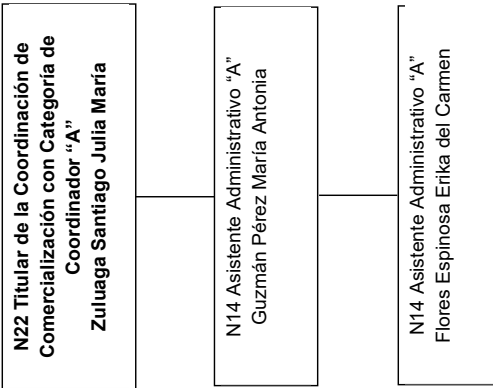 N22 Titular de la Coordinación de
Comercialización con Categoría de
Coordinador “A”
Zuluaga Santiago Julia María
N14 Asistente Administrativo “A”
Guzmán Pérez María Antonia
N14 Asistente Administrativo “A”
Flores Espinosa Erika del Carmen